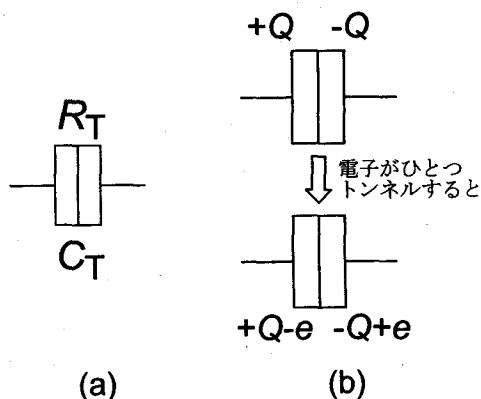 R_T
C_T
(a)
+Q -Q
電子がひとつ
トンネルすると
+Q-e -Q+e
(b)